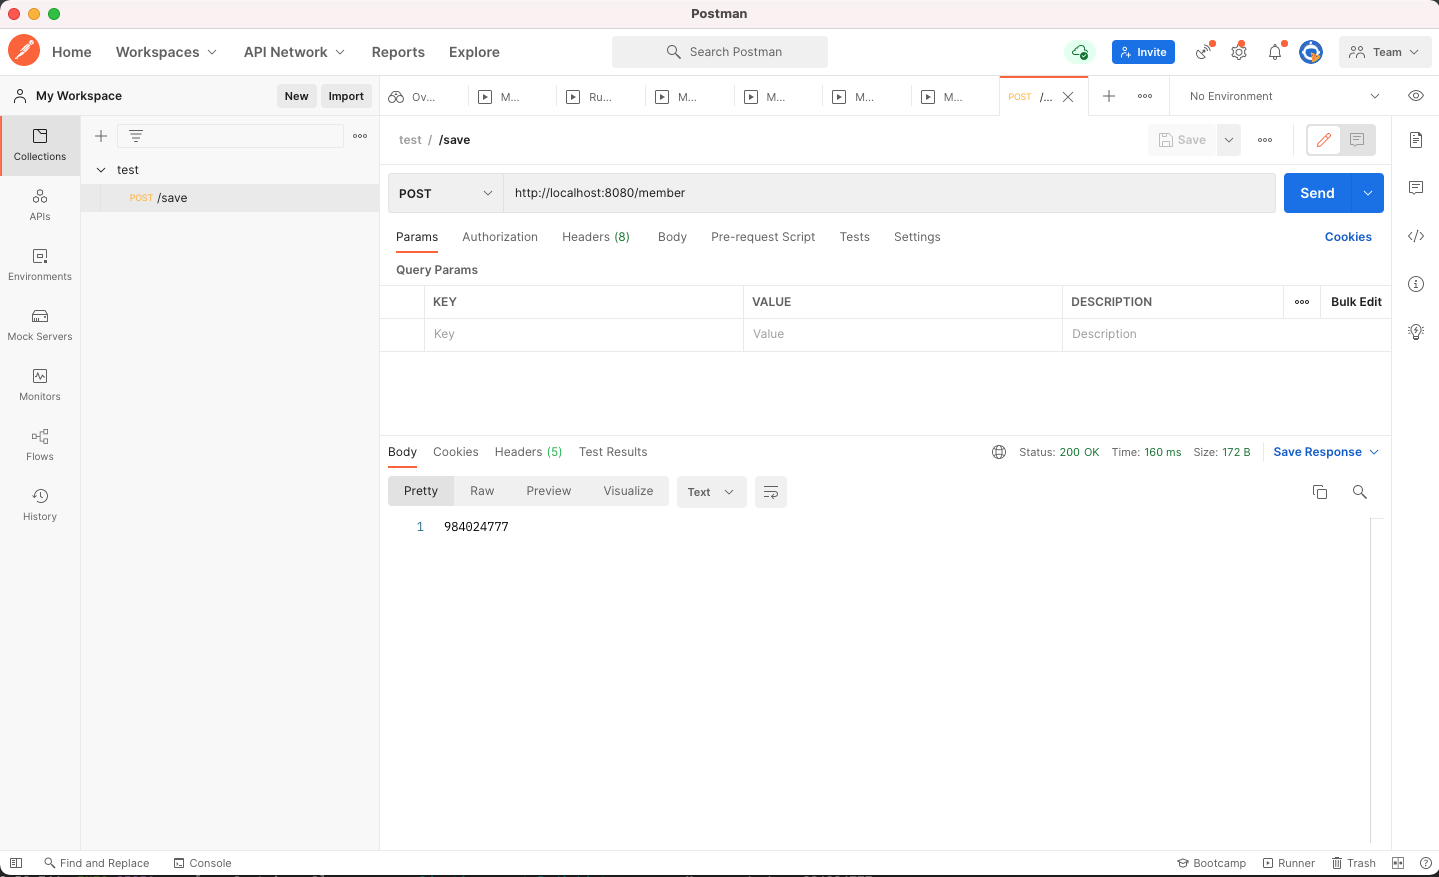 Postman
Home
Workspaces
API Network
Reports
Explore
Search Postman
Invite
Team
My Workspace
New
Import
Ov...
M...
Ru...
M...
M...
M...
M...
POST /...
No Environment
Collections
APIs
Environments
Mock Servers
Monitors
Flows
History
test
POST /save
test / /save
Save
POST
http://localhost:8080/member
Send
Params
Authorization
Headers (8)
Body
Pre-request Script
Tests
Settings
Cookies
Query Params
KEY
VALUE
DESCRIPTION
Bulk Edit
Key
Value
Description
Body
Cookies
Headers (5)
Test Results
Status: 200 OK
Time: 160 ms
Size: 172 B
Save Response
Pretty
Raw
Preview
Visualize
Text
1 984024777
Find and Replace
Console
Bootcamp
Runner
Trash